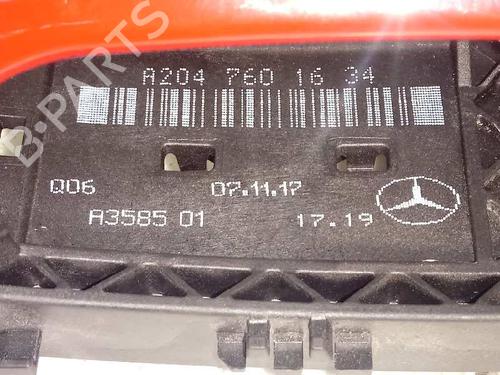 A204 760 16 34
Q06 07.11.17
A3585 01 17.19
B-PARTS